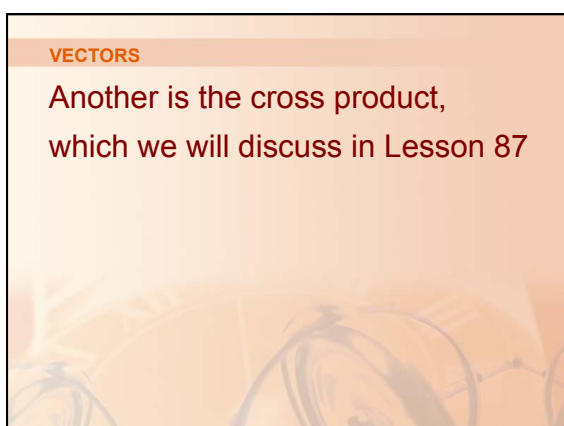 VECTORS
Another is the cross product,
which we will discuss in Lesson 87